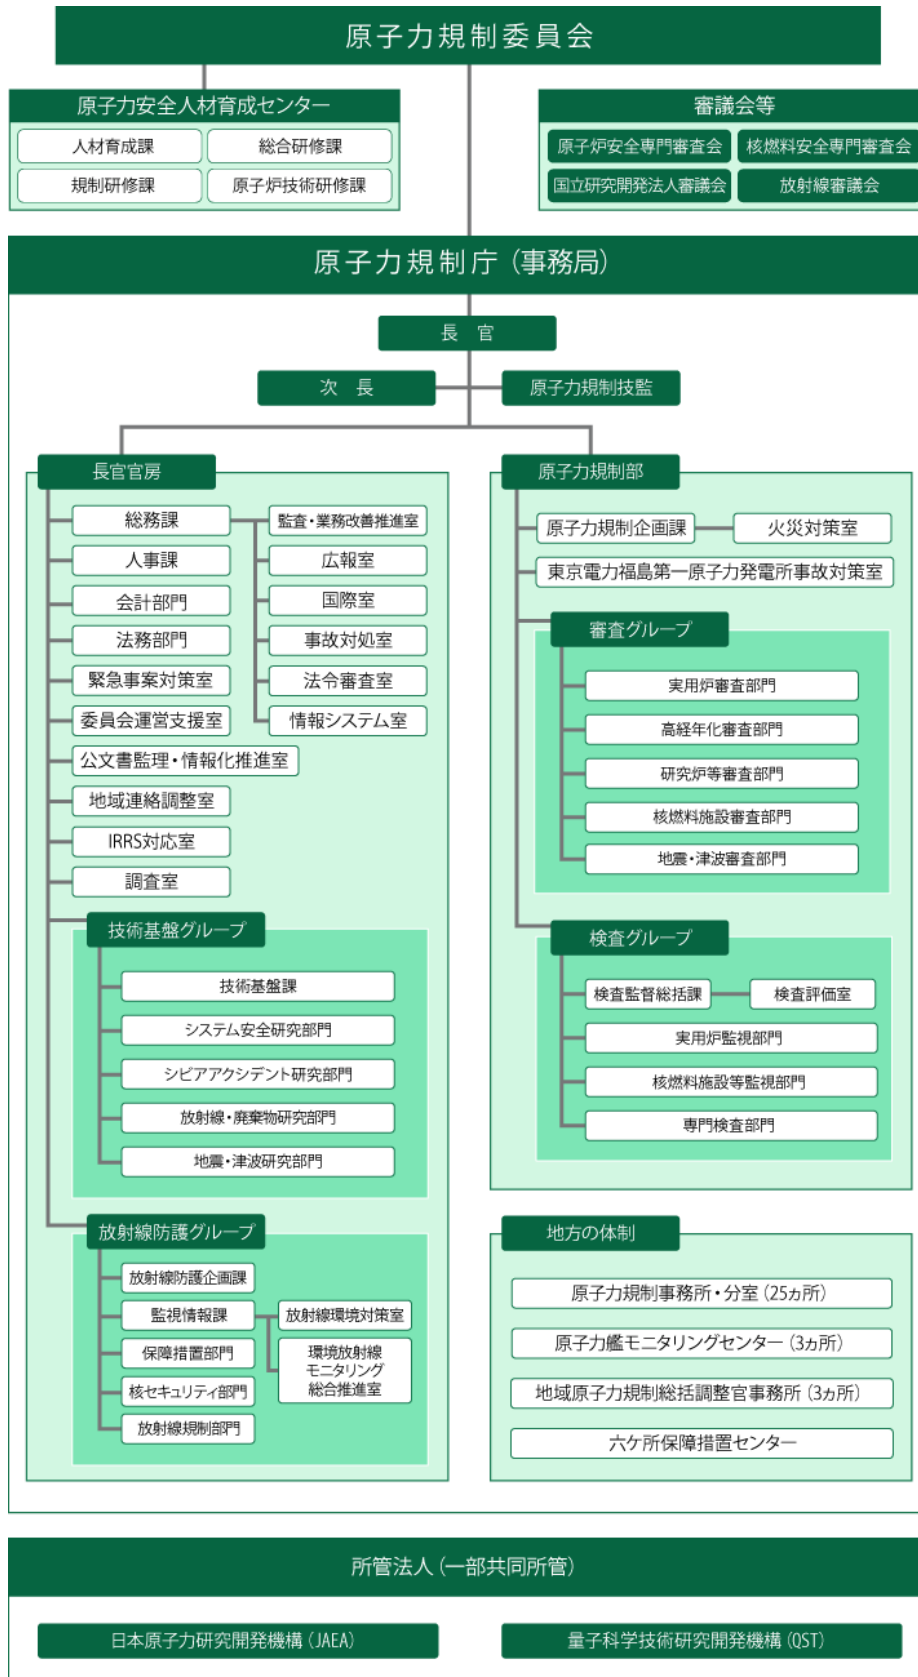 原子力規制委員会
原子力安全人材育成センター
人材育成課
総合研修課
規制研修課
原子炉技術研修課
審議会等
原子炉安全専門審査会
核燃料安全専門審査会
国立研究開発法人審議会
放射線審議会
原子力規制庁（事務局）
長　官
次　長
原子力規制技監
長官官房
総務課
人事課
会計部門
法務部門
緊急事案対策室
委員会運営支援室
公文書監理・情報化推進室
地域連絡調整室
IRRS対応室
調査室
監査・業務改善推進室
広報室
国際室
事故対処室
法令審査室
情報システム室
技術基盤グループ
技術基盤課
システム安全研究部門
シビアアクシデント研究部門
放射線・廃棄物研究部門
地震・津波研究部門
放射線防護グループ
放射線防護企画課
監視情報課
保障措置部門
核セキュリティ部門
放射線規制部門
放射線環境対策室
環境放射線
モニタリング
総合推進室
原子力規制部
原子力規制企画課
火災対策室
東京電力福島第一原子力発電所事故対策室
審査グループ
実用炉審査部門
高経年化審査部門
研究炉等審査部門
核燃料施設審査部門
地震・津波審査部門
検査グループ
検査監督総括課
検査評価室
実用炉監視部門
核燃料施設等監視部門
専門検査部門
地方の体制
原子力規制事務所・分室（25ヵ所）
原子力艦モニタリングセンター（3ヵ所）
地域原子力規制総括調整官事務所（3ヵ所）
六ケ所保障措置センター
所管法人（一部共同所管）
日本原子力研究開発機構（JAEA）
量子科学技術研究開発機構（QST）